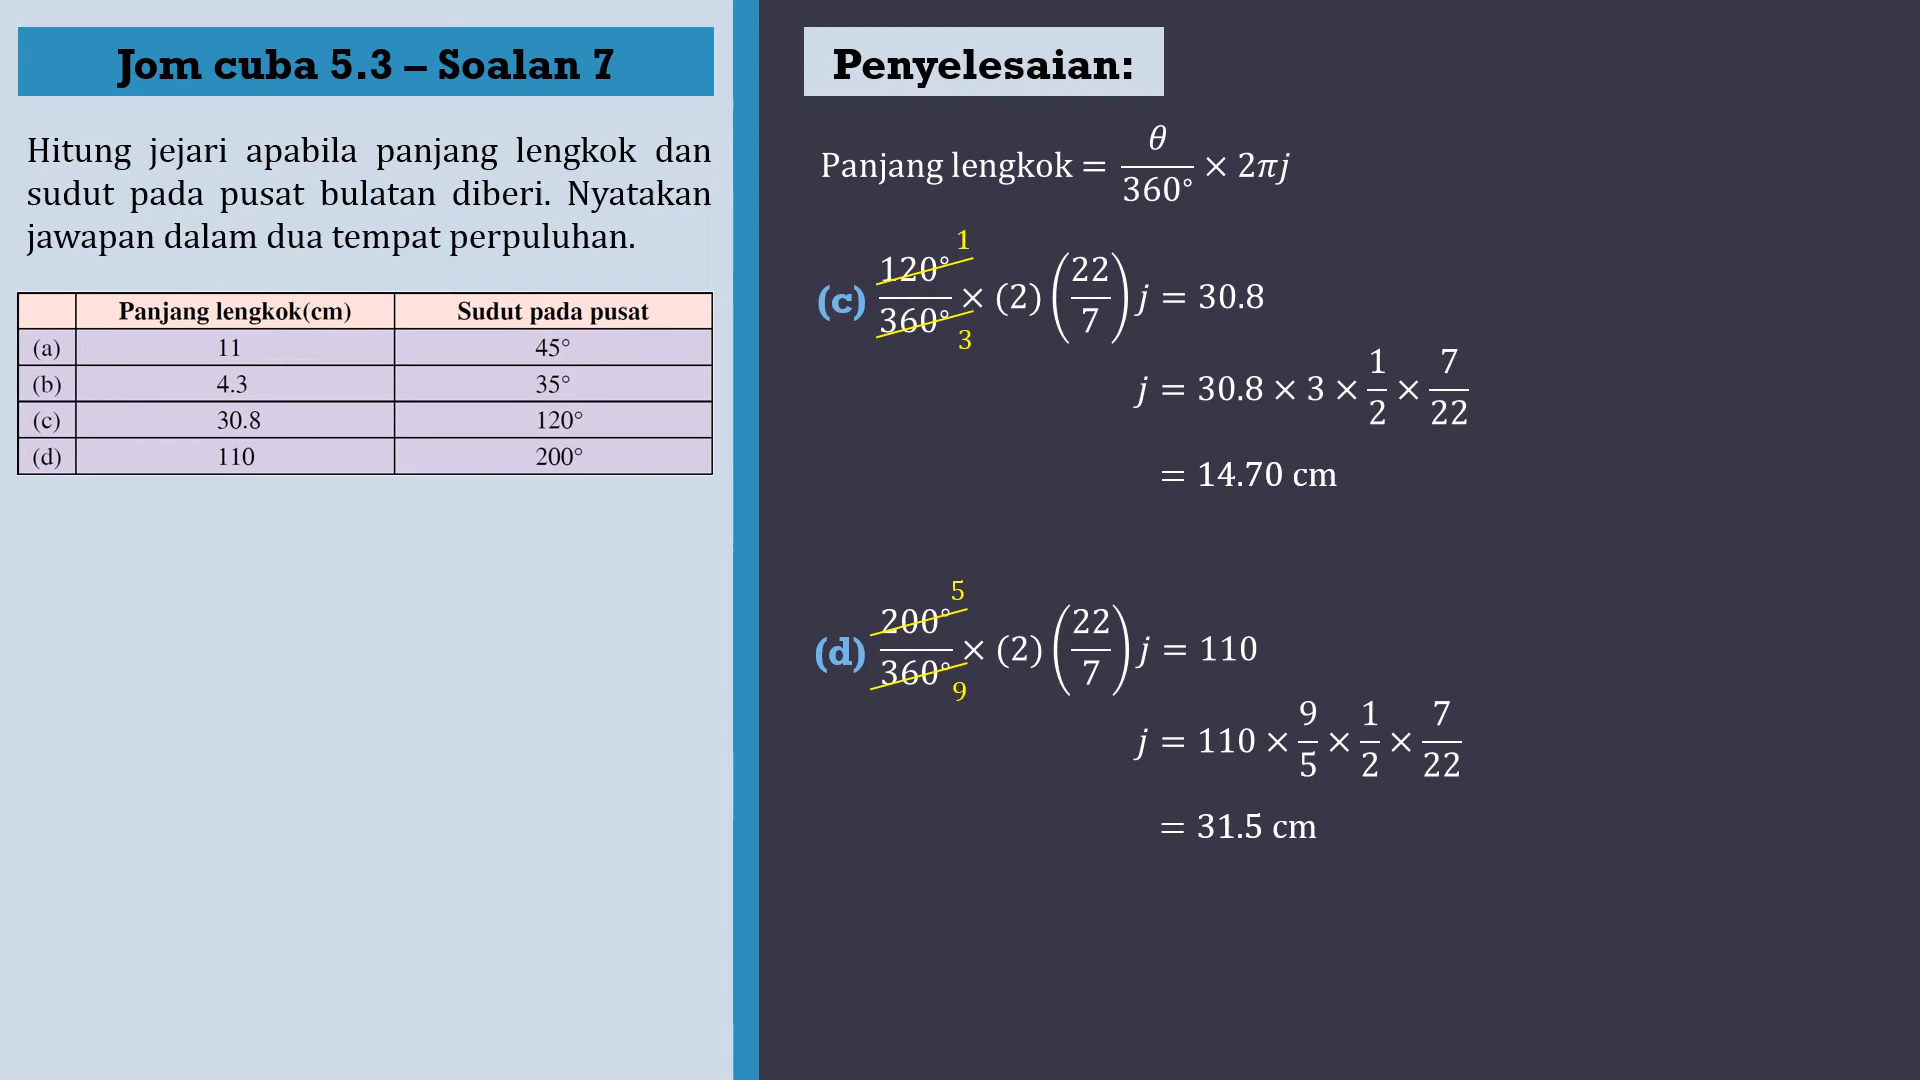 Jom cuba 5.3 – Soalan 7
Hitung jejari apabila panjang lengkok dan
sudut pada pusat bulatan diberi. Nyatakan
jawapan dalam dua tempat perpuluhan.
Panjang lengkok(cm) Sudut pada pusat
(a) 11 45°
(b) 4.3 35°
(c) 30.8 120°
(d) 110 200°
Penyelesaian:
Panjang lengkok = θ/360° × 2πj
(c) 120°/360° × (2)(22/7)j = 30.8
1
3
j = 30.8 × 3 × 1/2 × 7/22
= 14.70 cm
(d) 200°/360° × (2)(22/7)j = 110
5
9
j = 110 × 9/5 × 1/2 × 7/22
= 31.5 cm